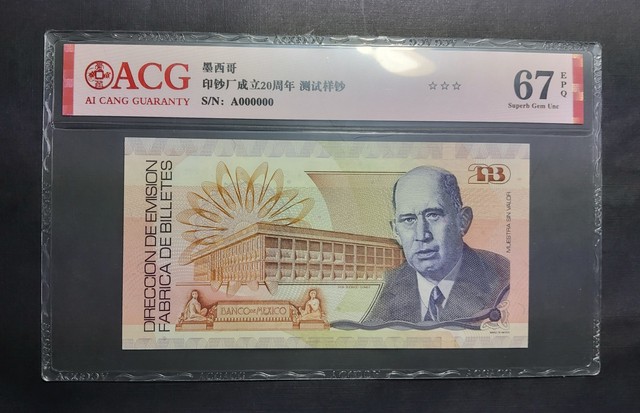 ACG
AI CANG GUARANTY
墨西哥
印钞厂成立20周年 测试样钞
S/N: A000000
☆☆☆
67
EPQ
Superb Gem Unc
DIRECCION DE EMISION
FABRICA DE BILLETES
BANCO DE MEXICO
MUESTRA SIN VALOR